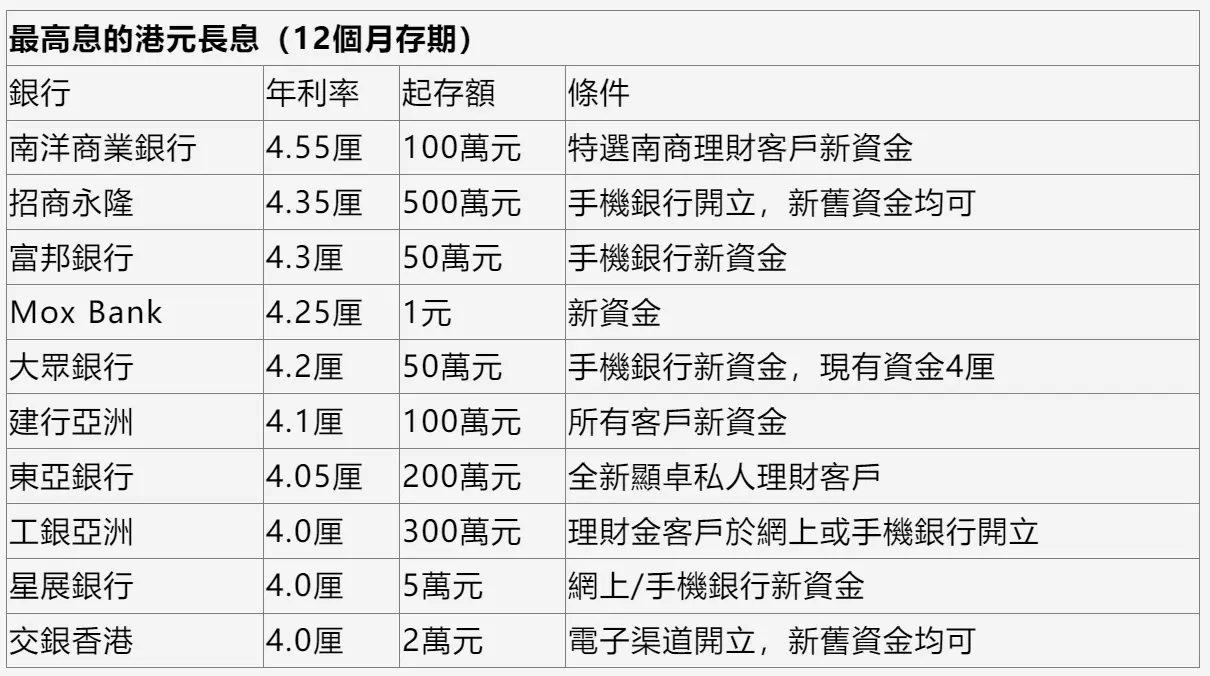 最高息的港元長息（12個月存期）
銀行 年利率 起存額 條件
南洋商業銀行 4.55厘 100萬元 特選南商理財客戶新資金
招商永隆 4.35厘 500萬元 手機銀行開立，新舊資金均可
富邦銀行 4.3厘 50萬元 手機銀行新資金
Mox Bank 4.25厘 1元 新資金
大眾銀行 4.2厘 50萬元 手機銀行新資金，現有資金4厘
建行亞洲 4.1厘 100萬元 所有客戶新資金
東亞銀行 4.05厘 200萬元 全新顯卓私人理財客戶
工銀亞洲 4.0厘 300萬元 理財金客戶於網上或手機銀行開立
星展銀行 4.0厘 5萬元 網上/手機銀行新資金
交銀香港 4.0厘 2萬元 電子渠道開立，新舊資金均可